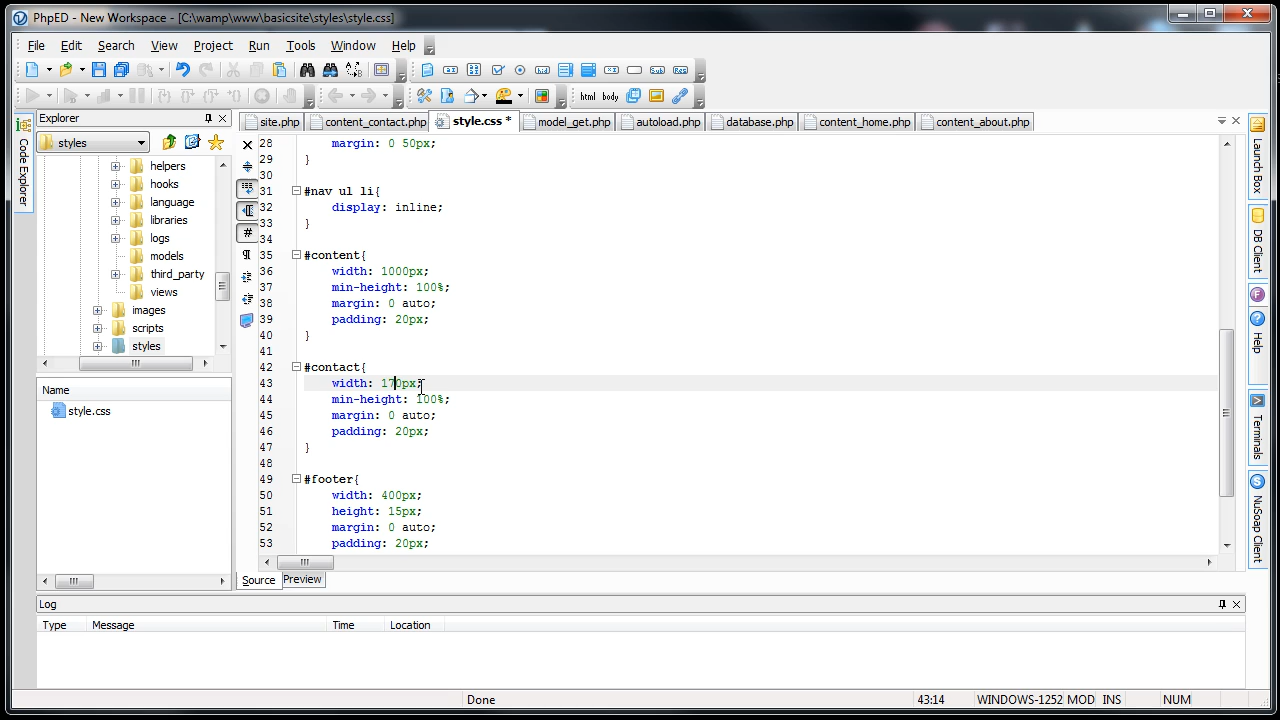 PhpED - New Workspace - [C:\wamp\www\basicsite\styles\style.css]
File Edit Search View Project Run Tools Window Help
html body
Explorer
site.php content_contact.php style.css * model_get.php autoload.php database.php content_home.php content_about.php
styles
helpers
hooks
language
libraries
logs
models
third_party
views
images
scripts
styles
Name
style.css
Code Explorer
28 margin: 0 50px;
29 }
30
31 #nav ul li{
32 display: inline;
33 }
34
35 #content{
36 width: 1000px;
37 min-height: 100%;
38 margin: 0 auto;
39 padding: 20px;
40 }
41
42 #contact{
43 width: 170px;
44 min-height: 100%;
45 margin: 0 auto;
46 padding: 20px;
47 }
48
49 #footer{
50 width: 400px;
51 height: 15px;
52 margin: 0 auto;
53 padding: 20px;
Source Preview
Launch Box
DB Client
Help
Terminals
NuSoap Client
Log
Type Message Time Location
Done 43:14 WINDOWS-1252 MOD INS NUM